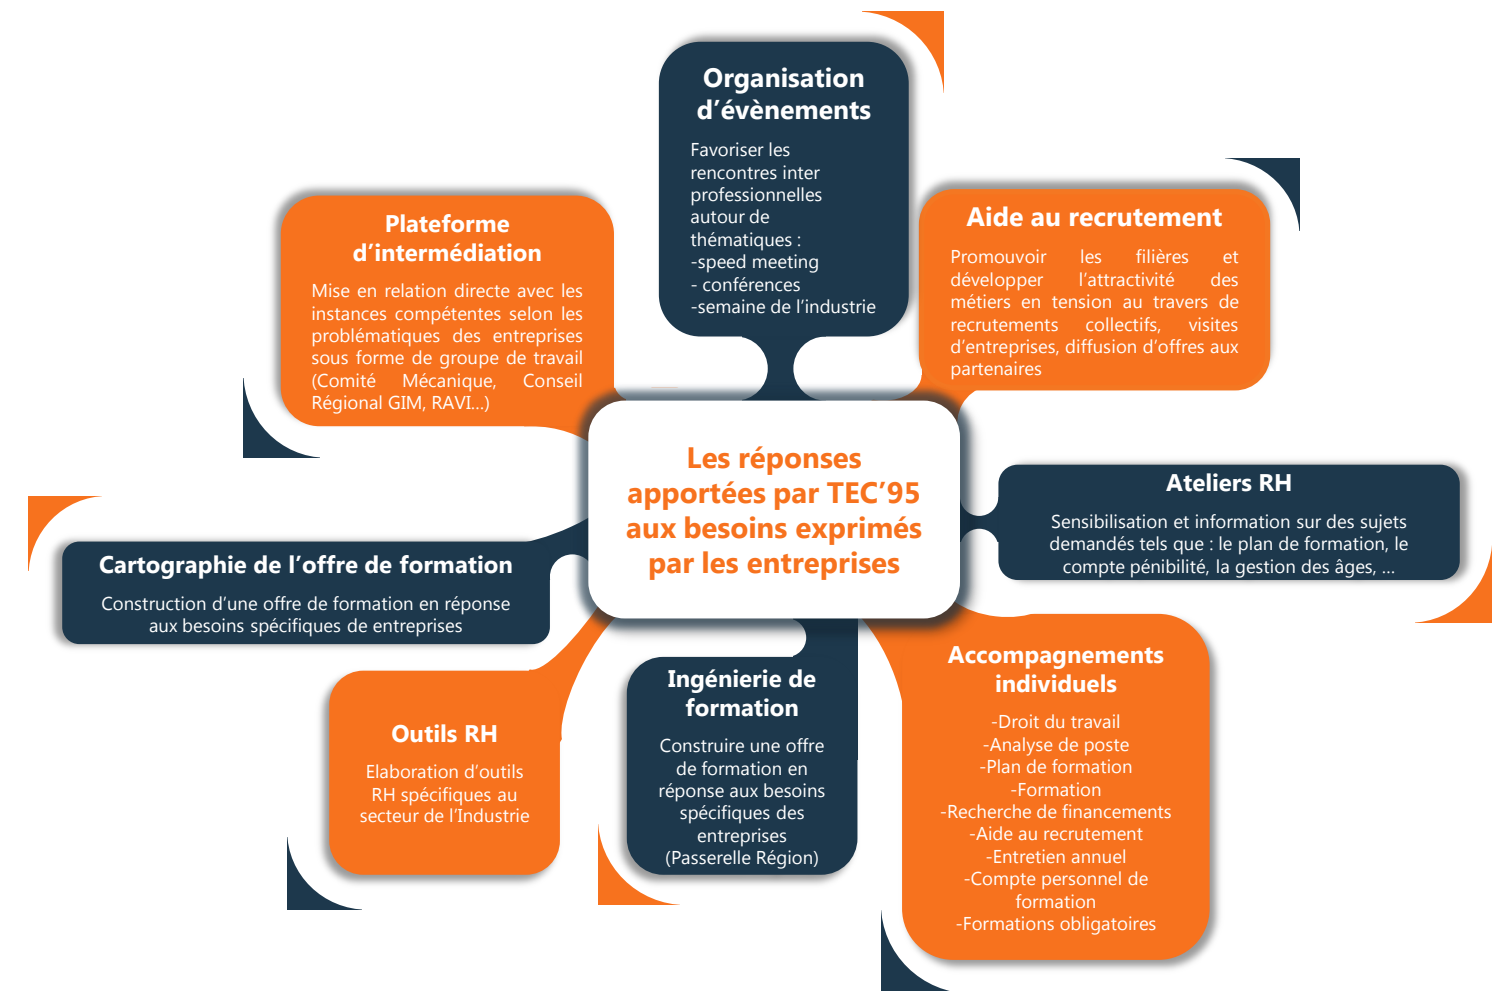 Organisation
d’évènements
Favoriser les
rencontres inter
professionnelles
autour de
thématiques :
-speed meeting
- conférences
-semaine de l’industrie
Plateforme
d’intermédiation
Mise en relation directe avec les
instances compétentes selon les
problématiques des entreprises
sous forme de groupe de travail
(Comité Mécanique, Conseil
Régional GIM, RAVI…)
Aide au recrutement
Promouvoir les filières et
développer l’attractivité des
métiers en tension au travers de
recrutements collectifs, visites
d’entreprises, diffusion d’offres aux
partenaires
Les réponses
apportées par TEC’95
aux besoins exprimés
par les entreprises
Ateliers RH
Sensibilisation et information sur des sujets
demandés tels que : le plan de formation, le
compte pénibilité, la gestion des âges, …
Cartographie de l’offre de formation
Construction d’une offre de formation en réponse
aux besoins spécifiques de entreprises
Outils RH
Elaboration d’outils
RH spécifiques au
secteur de l’Industrie
Ingénierie de
formation
Construire une offre
de formation en
réponse aux besoins
spécifiques des
entreprises
(Passerelle Région)
Accompagnements
individuels
-Droit du travail
-Analyse de poste
-Plan de formation
-Formation
-Recherche de financements
-Aide au recrutement
-Entretien annuel
-Compte personnel de
formation
-Formations obligatoires